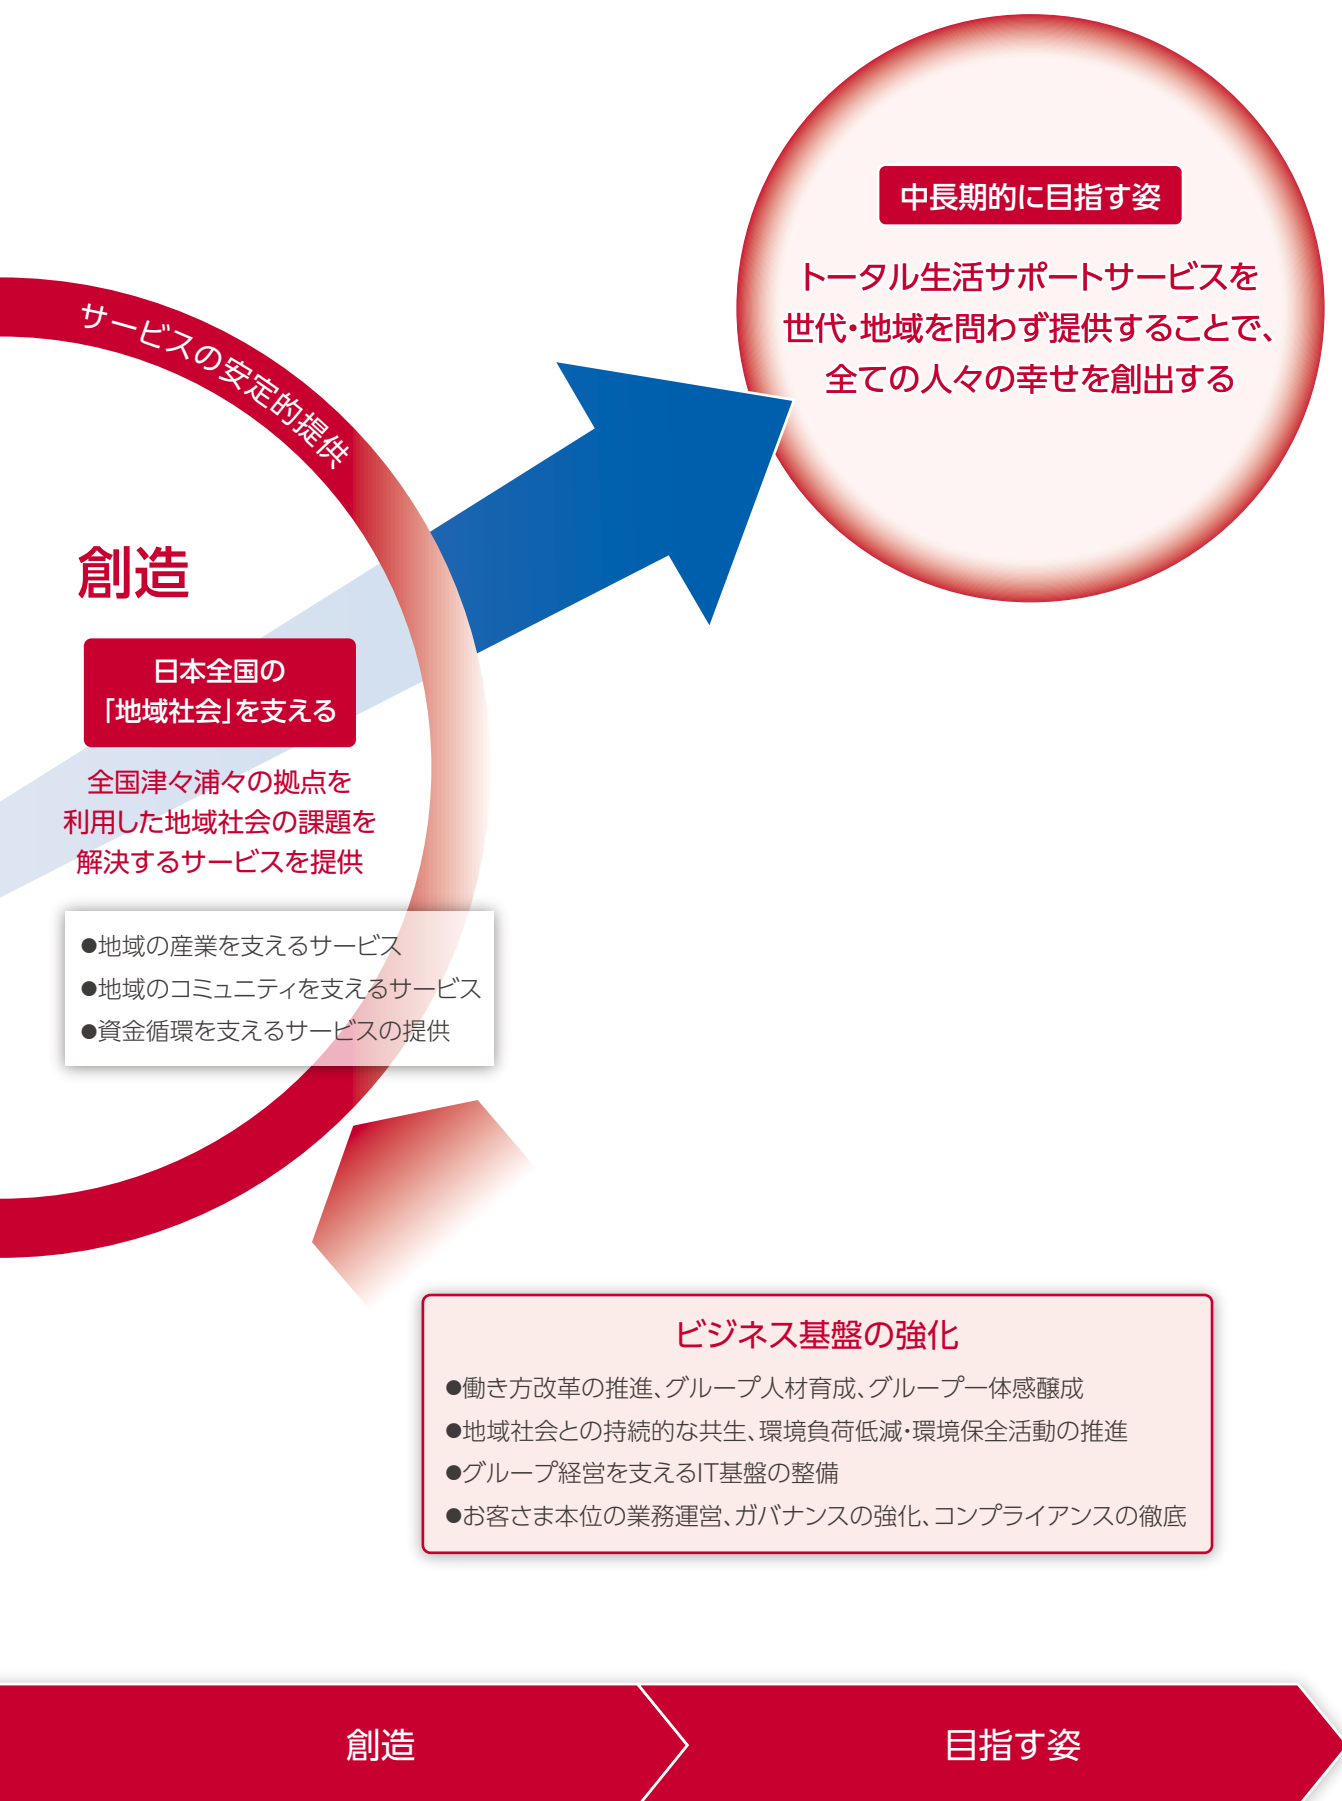 中長期的に目指す姿
トータル生活サポートサービスを
世代・地域を問わず提供することで、
全ての人々の幸せを創出する
サービスの安定的提供
創造
日本全国の
「地域社会」を支える
全国津々浦々の拠点を
利用した地域社会の課題を
解決するサービスを提供
●地域の産業を支えるサービス
●地域のコミュニティを支えるサービス
●資金循環を支えるサービスの提供
ビジネス基盤の強化
●働き方改革の推進、グループ人材育成、グループ一体感醸成
●地域社会との持続的な共生、環境負荷低減・環境保全活動の推進
●グループ経営を支えるIT基盤の整備
●お客さま本位の業務運営、ガバナンスの強化、コンプライアンスの徹底
創造
目指す姿